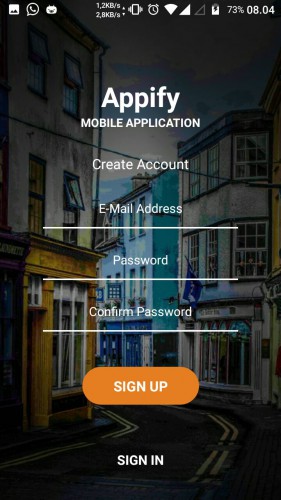 1,2KB/s
2,8KB/s
73% 08.04
Appify
MOBILE APPLICATION
Create Account
E-Mail Address
Password
Confirm Password
SIGN UP
SIGN IN